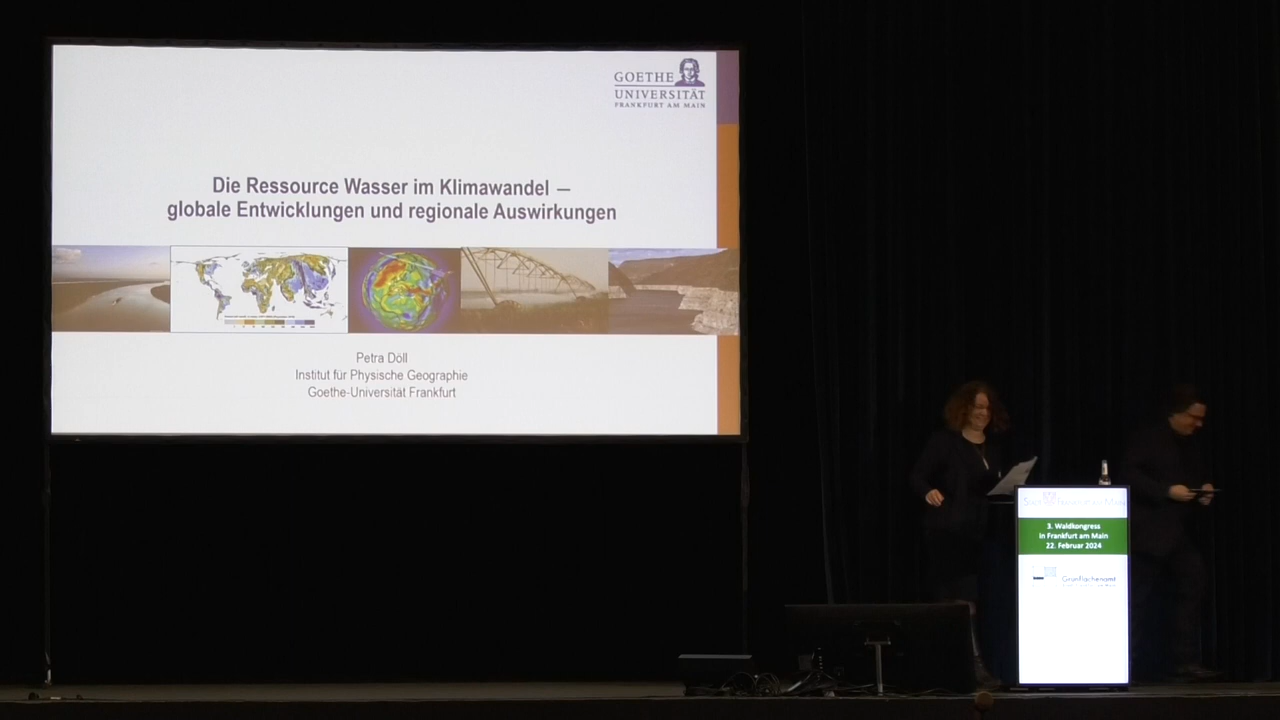 GOETHE
UNIVERSITÄT
FRANKFURT AM MAIN
Die Ressource Wasser im Klimawandel –
globale Entwicklungen und regionale Auswirkungen
Petra Döll
Institut für Physische Geographie
Goethe-Universität Frankfurt
3. Waldkongress
in Frankfurt am Main
22. Februar 2024
Grünflächenamt